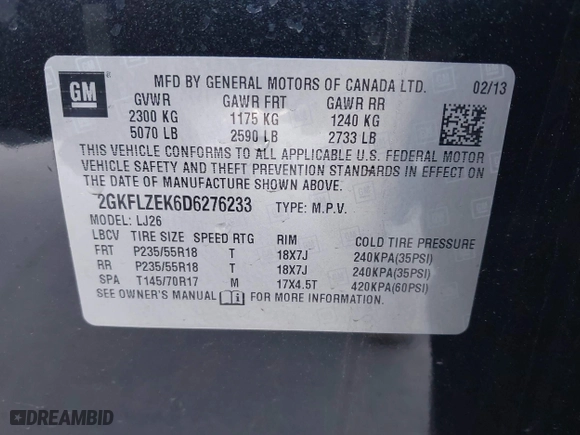 GM
MFD BY GENERAL MOTORS OF CANADA LTD. 02/13
GVWR GAWR FRT GAWR RR
2300 KG 1175 KG 1240 KG
5070 LB 2590 LB 2733 LB
THIS VEHICLE CONFORMS TO ALL APPLICABLE U.S. FEDERAL MOTOR
VEHICLE SAFETY AND THEFT PREVENTION STANDARDS IN EFFECT ON THE
DATE OF MANUFACTURE SHOWN ABOVE.
2GKFLZEK6D6276233 TYPE: M.P.V.
MODEL: LJ26
LBCV TIRE SIZE SPEED RTG RIM COLD TIRE PRESSURE
FRT P235/55R18 T 18X7J 240KPA(35PSI)
RR P235/55R18 T 18X7J 240KPA(35PSI)
SPA T145/70R17 M 17X4.5T 420KPA(60PSI)
SEE OWNER'S MANUAL FOR MORE INFORMATION.
DREAMBID